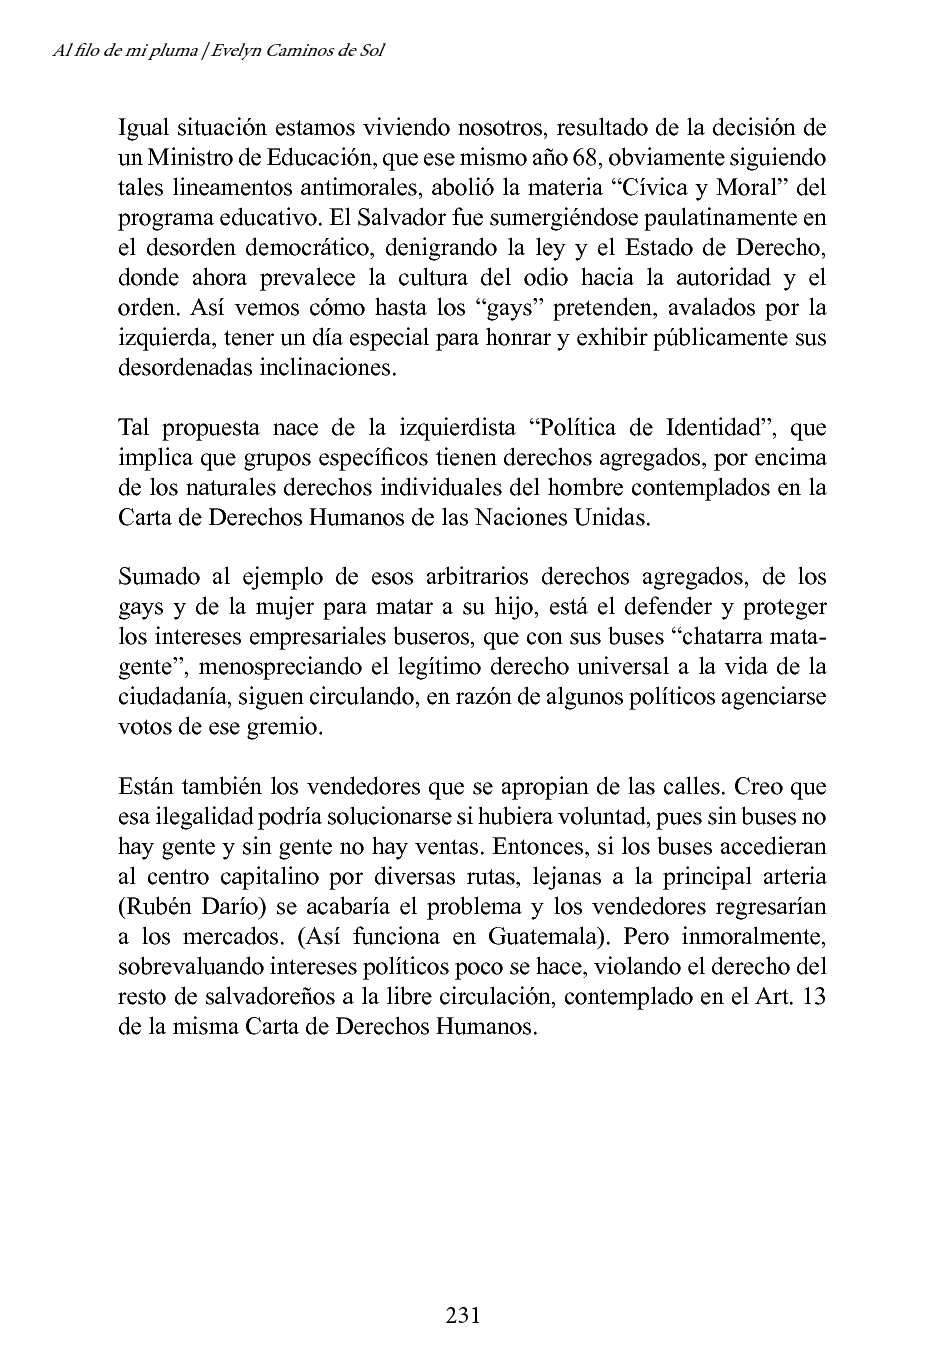 Al filo de mi pluma | Evelyn Caminos de Sol
Igual situación estamos viviendo nosotros, resultado de la decisión de
un Ministro de Educación, que ese mismo año 68, obviamente siguiendo
tales lineamentos antimorales, abolió la materia “Cívica y Moral” del
programa educativo. El Salvador fue sumergiéndose paulatinamente en
el desorden democrático, denigrando la ley y el Estado de Derecho,
donde ahora prevalece la cultura del odio hacia la autoridad y el
orden. Así vemos cómo hasta los “gays” pretenden, avalados por la
izquierda, tener un día especial para honrar y exhibir públicamente sus
desordenadas inclinaciones.
Tal propuesta nace de la izquierdista “Política de Identidad”, que
implica que grupos específicos tienen derechos agregados, por encima
de los naturales derechos individuales del hombre contemplados en la
Carta de Derechos Humanos de las Naciones Unidas.
Sumado al ejemplo de esos arbitrarios derechos agregados, de los
gays y de la mujer para matar a su hijo, está el defender y proteger
los intereses empresariales buseros, que con sus buses “chatarra mata-
gente”, menospreciando el legítimo derecho universal a la vida de la
ciudadanía, siguen circulando, en razón de algunos políticos agenciarse
votos de ese gremio.
Están también los vendedores que se apropian de las calles. Creo que
esa ilegalidad podría solucionarse si hubiera voluntad, pues sin buses no
hay gente y sin gente no hay ventas. Entonces, si los buses accedieran
al centro capitalino por diversas rutas, lejanas a la principal arteria
(Rubén Darío) se acabaría el problema y los vendedores regresarían
a los mercados. (Así funciona en Guatemala). Pero inmoralmente,
sobrevaluando intereses políticos poco se hace, violando el derecho del
resto de salvadoreños a la libre circulación, contemplado en el Art. 13
de la misma Carta de Derechos Humanos.
231